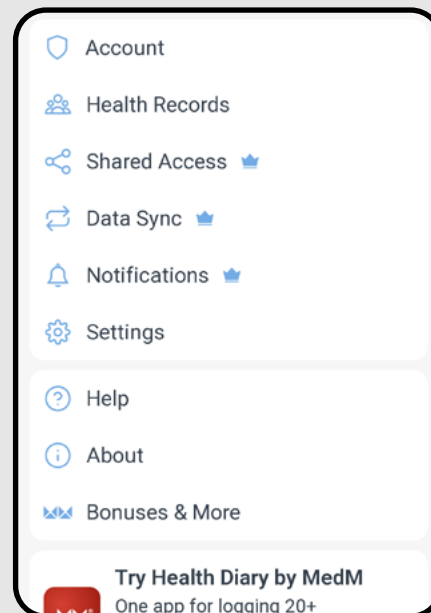 Account
Health Records
Shared Access
Data Sync
Notifications
Settings
Help
About
Bonuses & More
Try Health Diary by MedM
One app for logging 20+